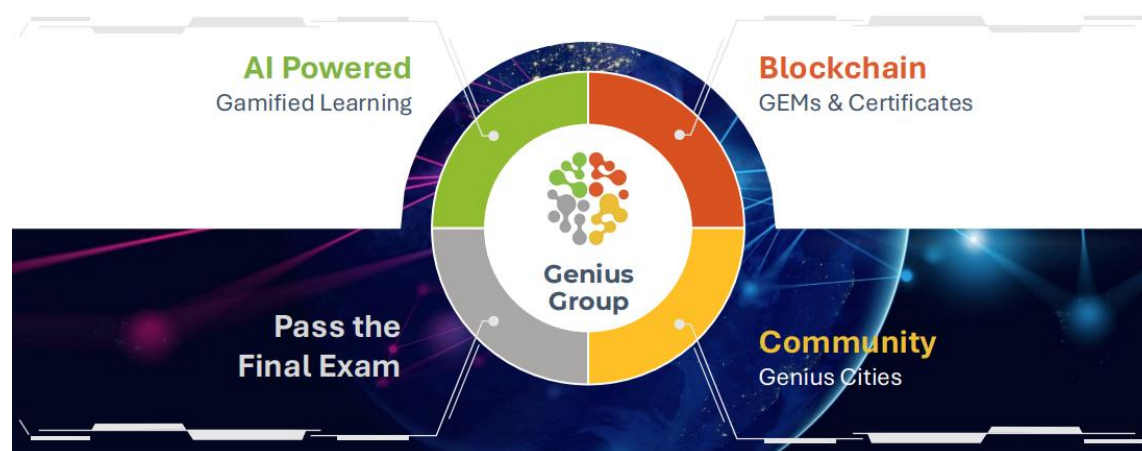 AI Powered
Gamified Learning
Blockchain
GEMs & Certificates
Genius
Group
Pass the
Final Exam
Community
Genius Cities